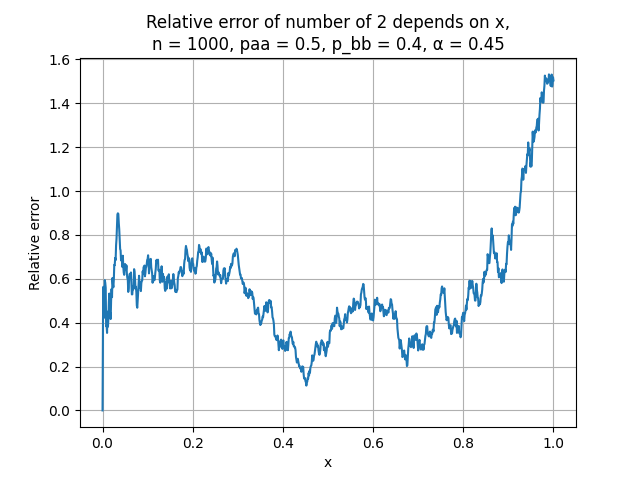 Relative error of number of 2 depends on x,
n = 1000, paa = 0.5, p_bb = 0.4, α = 0.45
1.6
1.4
1.2
1.0
0.8
0.6
0.4
0.2
0.0
Relative error
0.0 0.2 0.4 0.6 0.8 1.0
x